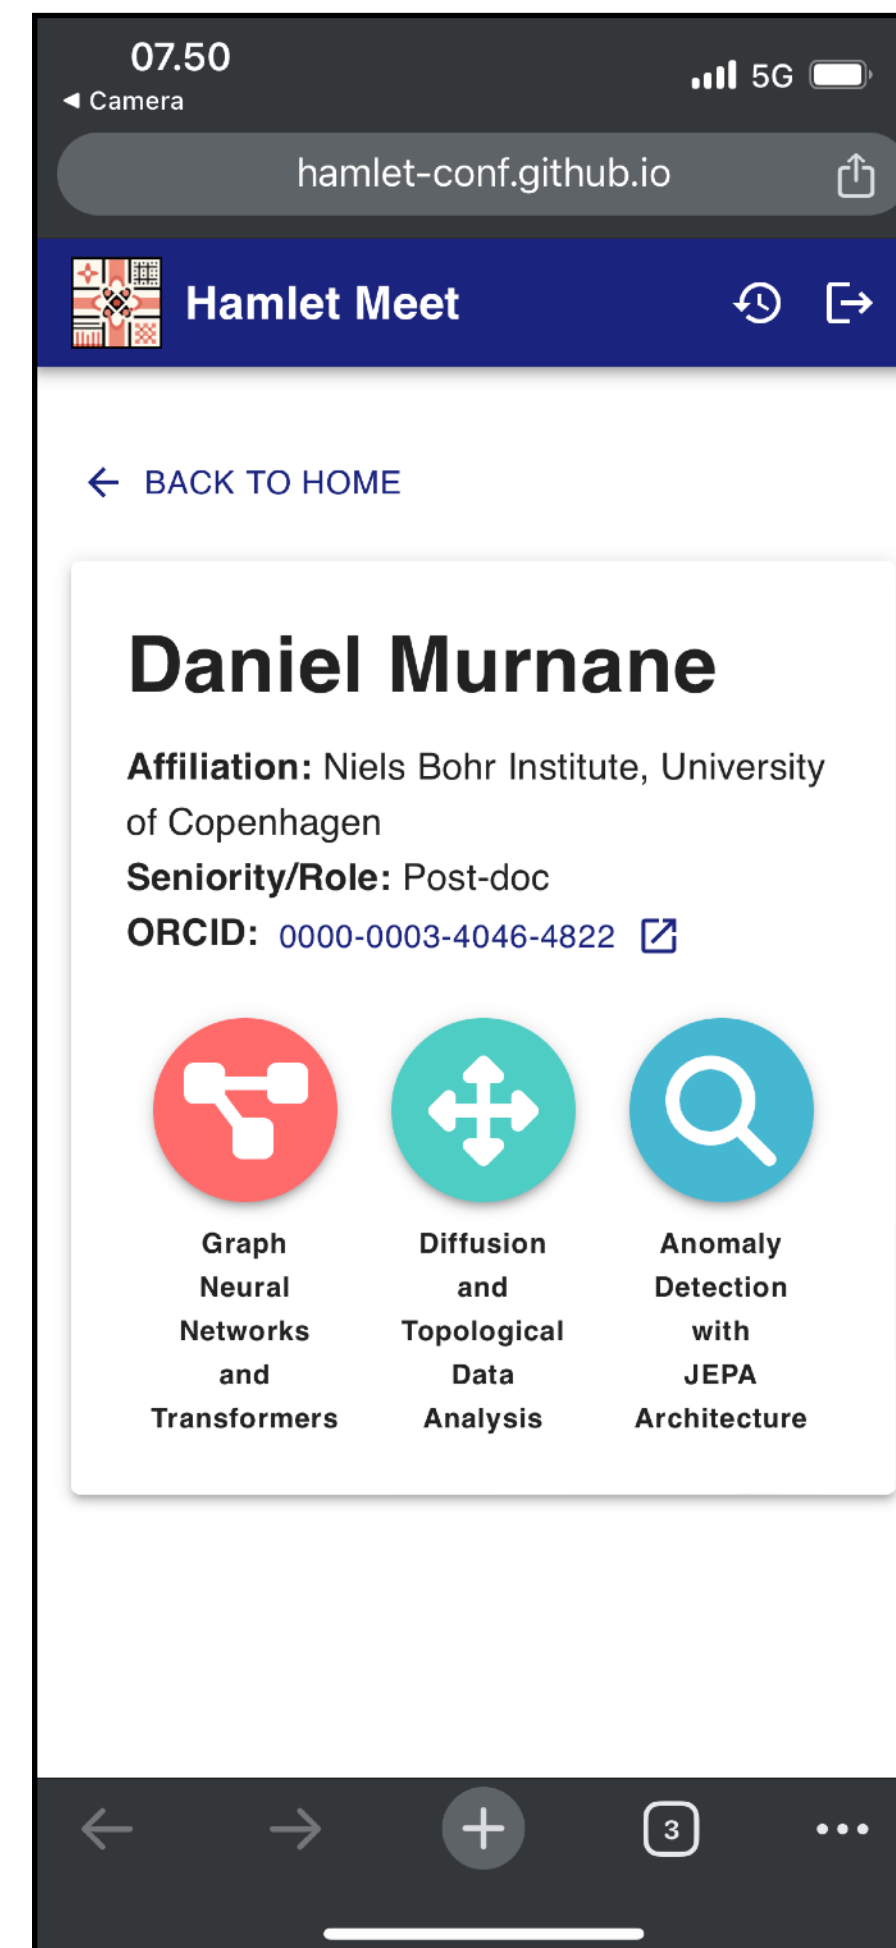 07.50
5G
◀ Camera
hamlet-conf.github.io
Hamlet Meet
← BACK TO HOME
Daniel Murnane
Affiliation: Niels Bohr Institute, University
of Copenhagen
Seniority/Role: Post-doc
ORCID: 0000-0003-4046-4822
Graph
Neural
Networks
and
Transformers
Diffusion
and
Topological
Data
Analysis
Anomaly
Detection
with
JEPA
Architecture
3